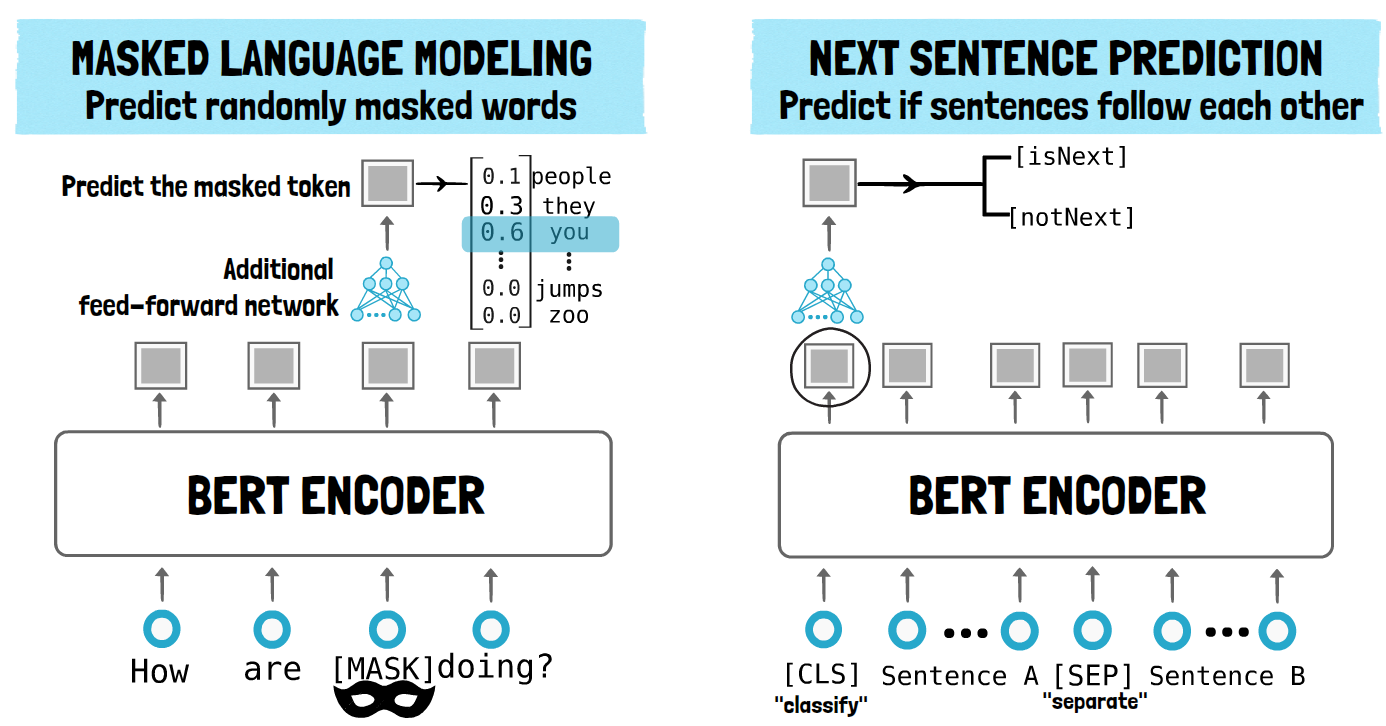 MASKED LANGUAGE MODELING
Predict randomly masked words
Predict the masked token
0.1 people
0.3 they
0.6 you
0.0 jumps
0.0 zoo
Additional
feed-forward network
BERT ENCODER
How are [MASK] doing?
NEXT SENTENCE PREDICTION
Predict if sentences follow each other
[isNext]
[notNext]
BERT ENCODER
[CLS] Sentence A [SEP] Sentence B
"classify" "separate"